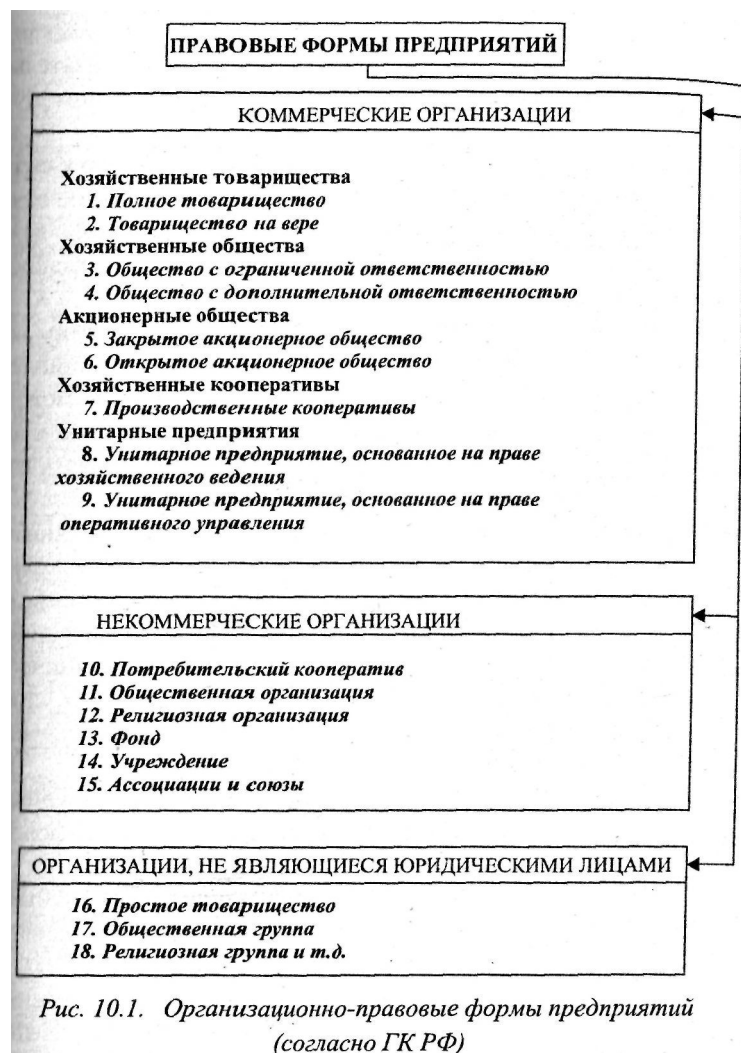 ПРАВОВЫЕ ФОРМЫ ПРЕДПРИЯТИЙ
КОММЕРЧЕСКИЕ ОРГАНИЗАЦИИ
Хозяйственные товарищества
1. Полное товарищество
2. Товарищество на вере
Хозяйственные общества
3. Общество с ограниченной ответственностью
4. Общество с дополнительной ответственностью
Акционерные общества
5. Закрытое акционерное общество
6. Открытое акционерное общество
Хозяйственные кооперативы
7. Производственные кооперативы
Унитарные предприятия
8. Унитарное предприятие, основанное на праве
хозяйственного ведения
9. Унитарное предприятие, основанное на праве
оперативного управления
НЕКОММЕРЧЕСКИЕ ОРГАНИЗАЦИИ
10. Потребительский кооператив
11. Общественная организация
12. Религиозная организация
13. Фонд
14. Учреждение
15. Ассоциации и союзы
ОРГАНИЗАЦИИ, НЕ ЯВЛЯЮЩИЕСЯ ЮРИДИЧЕСКИМИ ЛИЦАМИ
16. Простое товарищество
17. Общественная группа
18. Религиозная группа и т.д.
Рис. 10.1. Организационно-правовые формы предприятий
(согласно ГК РФ)